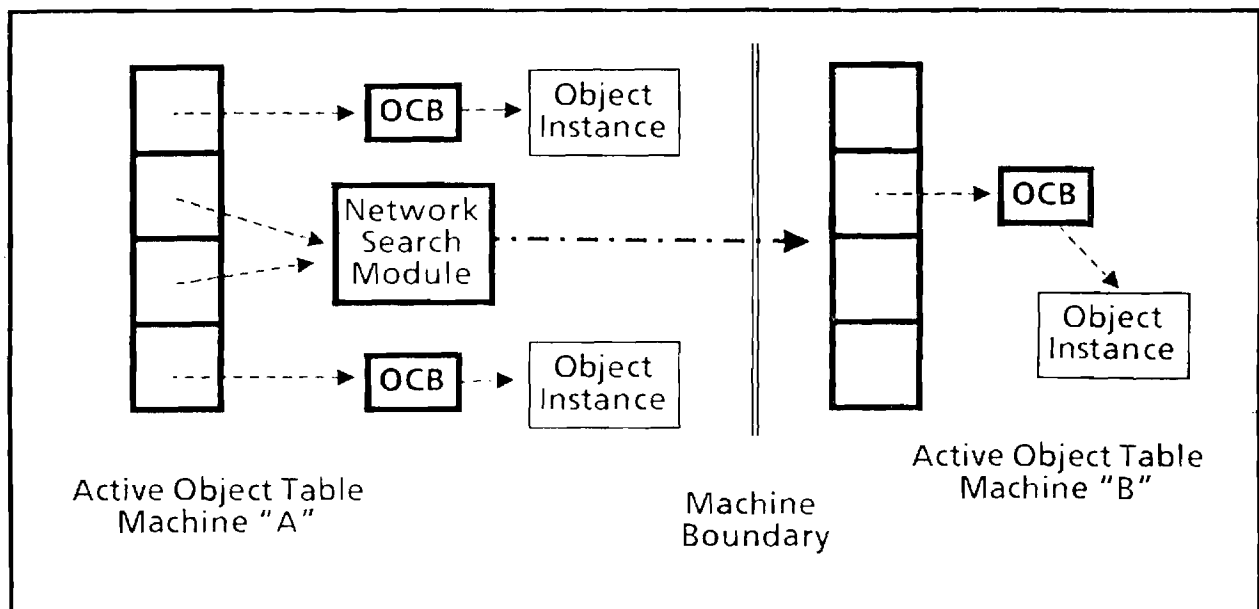 OCB
Object
Instance
Network
Search
Module
OCB
Object
Instance
Active Object Table
Machine "A"
Machine
Boundary
OCB
Object
Instance
Active Object Table
Machine "B"